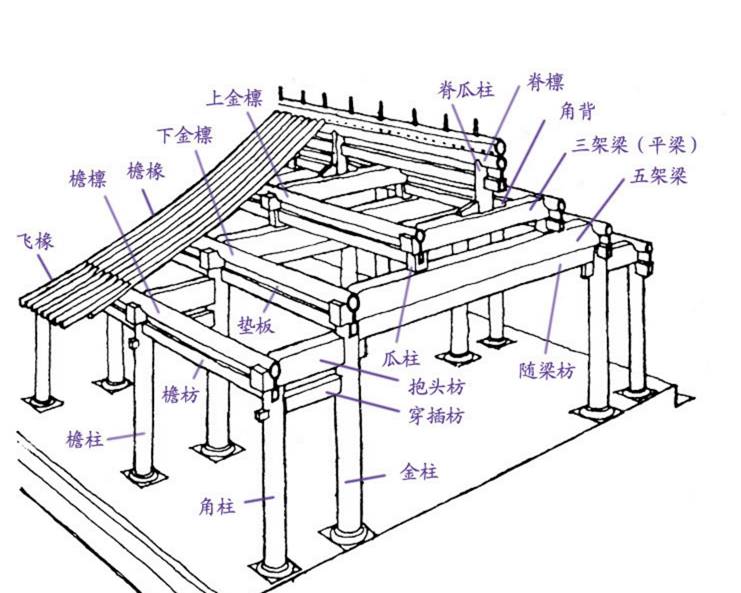 脊檩
脊瓜柱
上金檩
角背
下金檩
三架梁（平梁）
檐椽
檐檩
五架梁
飞椽
垫板
瓜柱
随梁枋
抱头枋
檐枋
穿插枋
檐柱
金柱
角柱